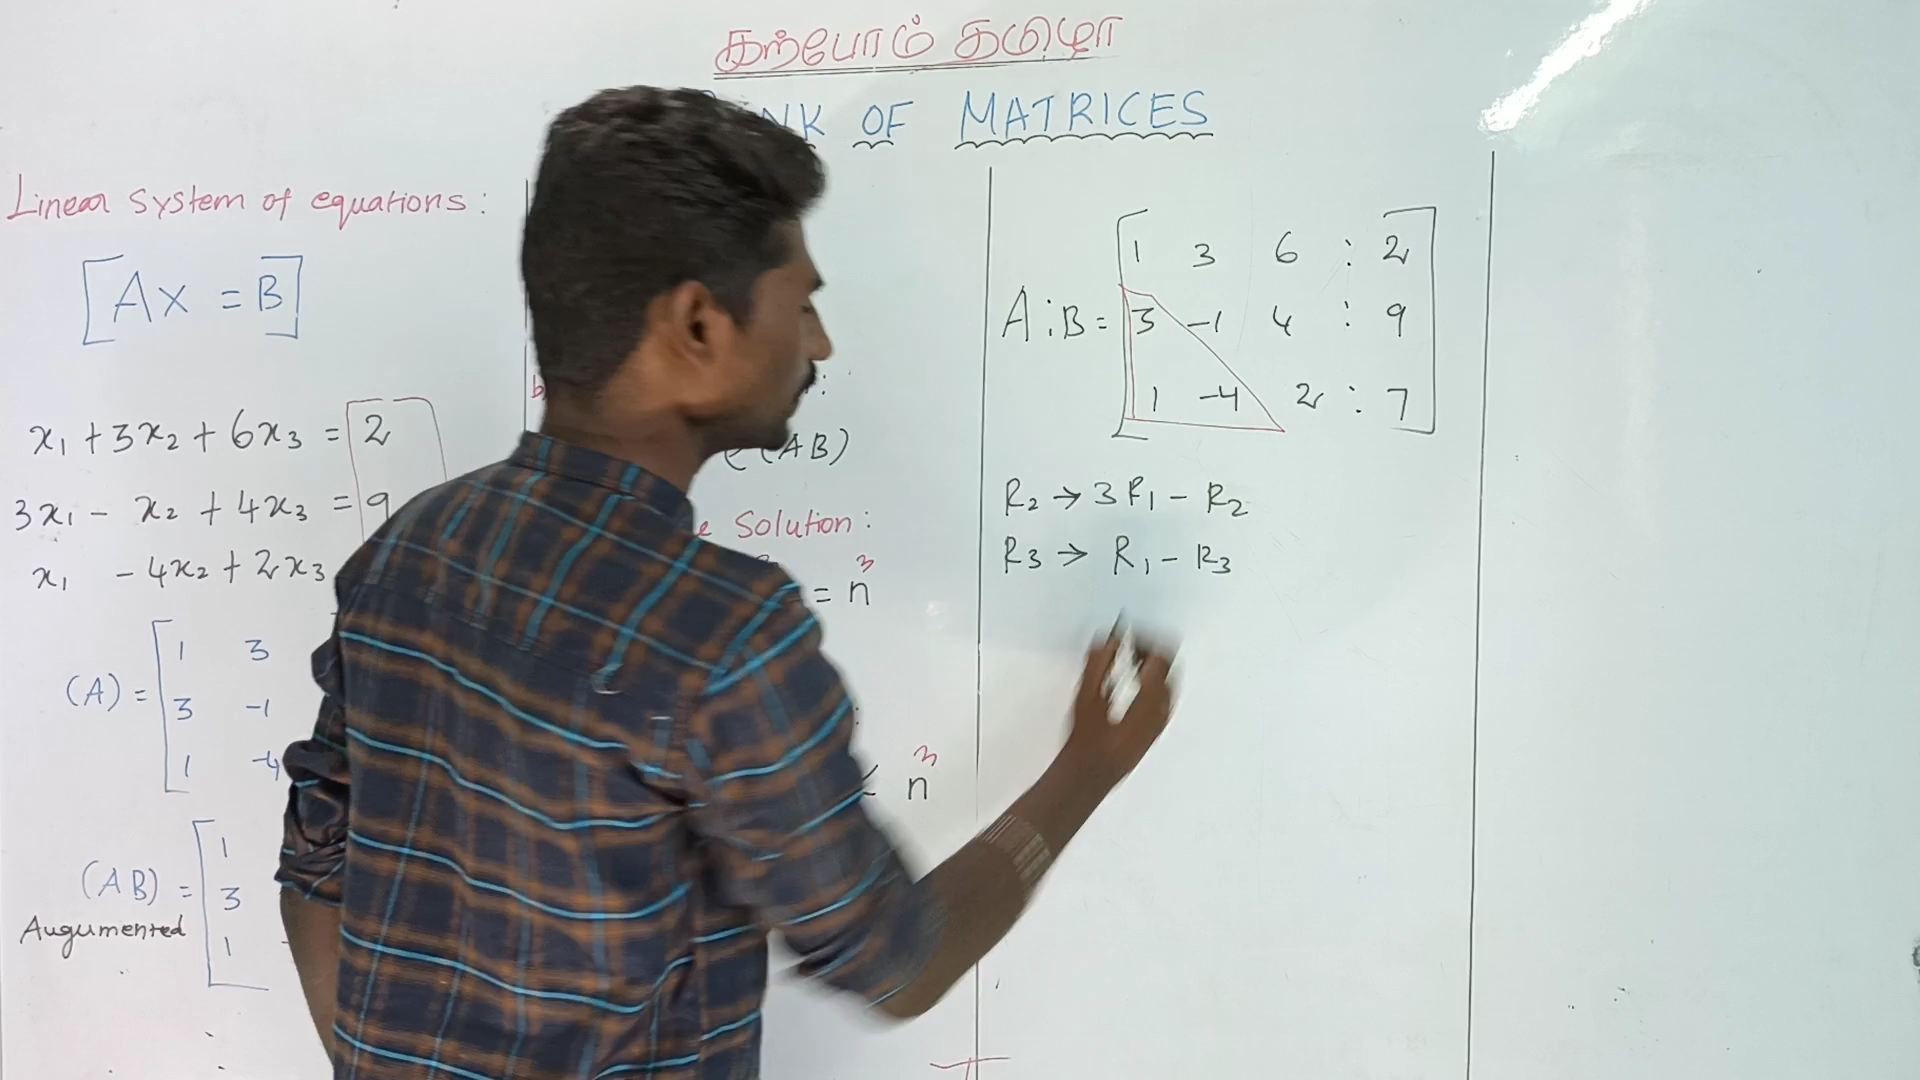 கற்போம் தமிழா
OF MATRICES
Linear System of equations:
[Ax = B]
x₁ + 3x₂ + 6x₃ = 2
3x₁ - x₂ + 4x₃ = 9
x₁ - 4x₂ + 2x₃
(A) = [ 1 3
3 -1
1 -4
(AB) = [ 1
3
1
Augumented
(AB)
Solution:
= n 3
< n 3
A:B = [ 1 3 6 : 2
3 -1 4 : 9
1 -4 2 : 7 ]
R₂ → 3R₁ - R₂
R₃ → R₁ - R₃